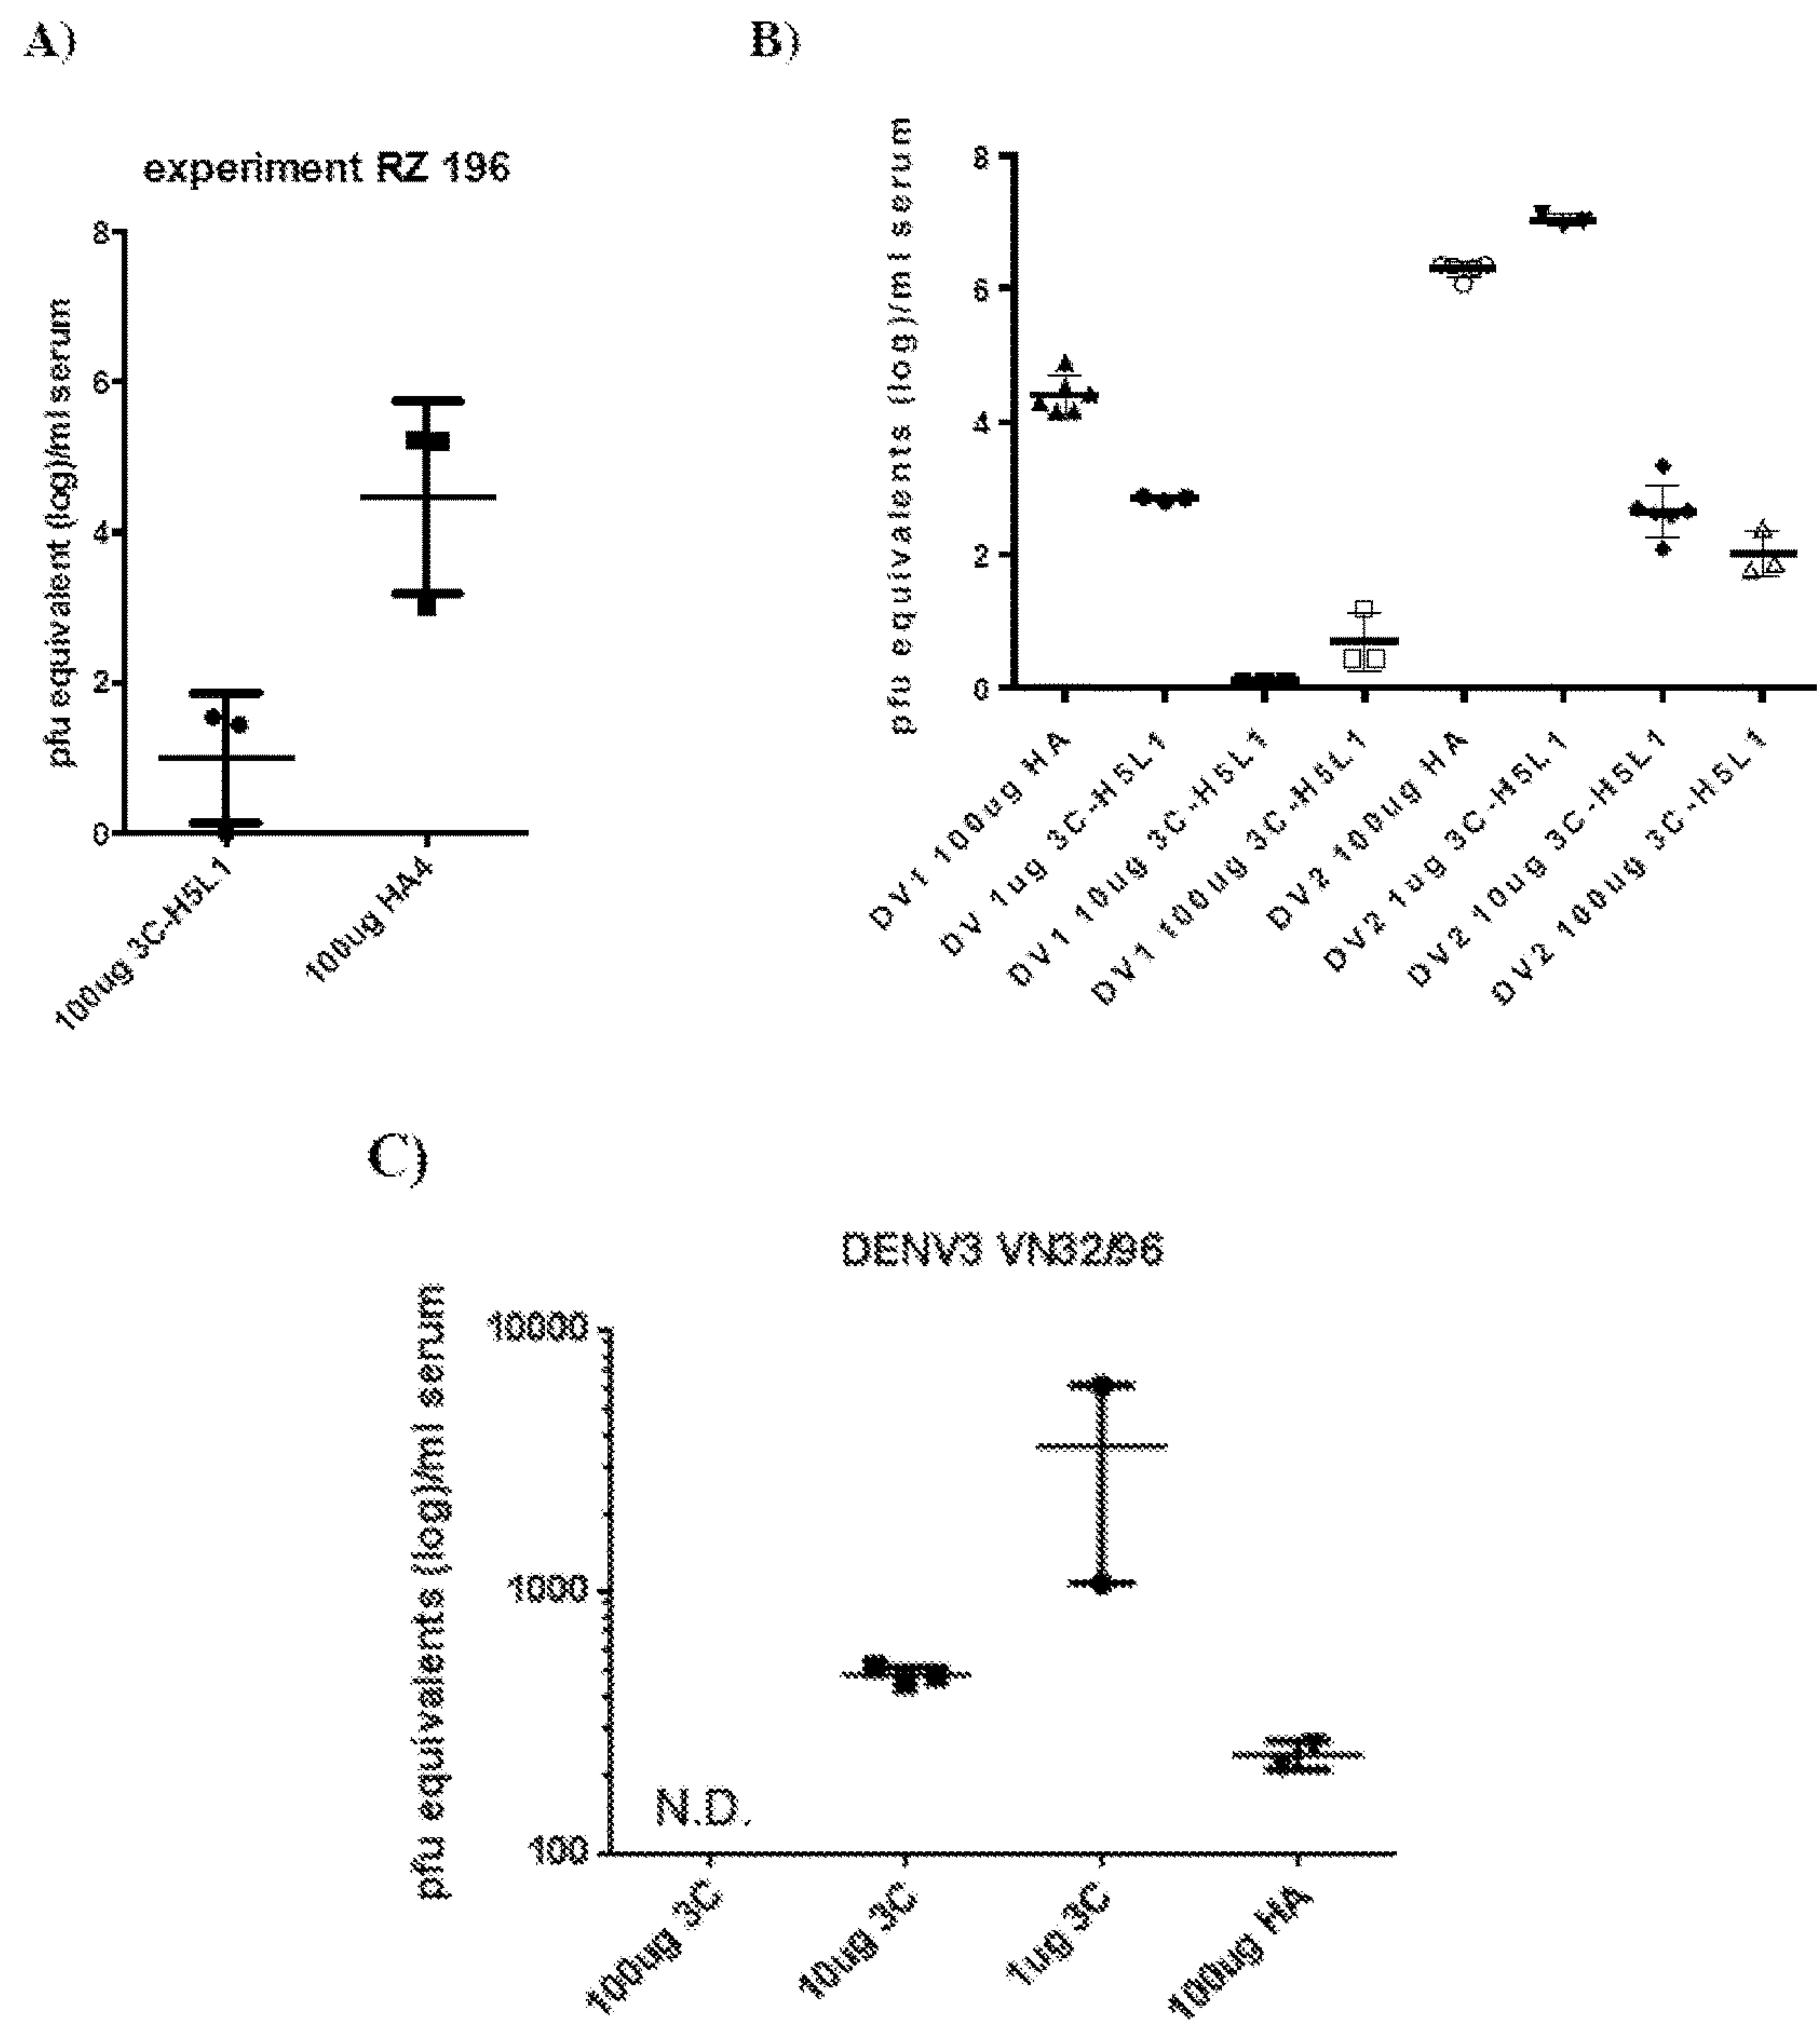 A)
experiment RZ 196
pfu equivalent (log)/ml serum
8
6
4
2
0
100ug 3C-H5L1
100ug HA4
B)
pfu equivalents (log)/ml serum
8
6
4
2
0
DV1 100ug HA
DV 1ug 3C-H5L1
DV1 10ug 3C-H5L1
DV1 100ug 3C-H5L1
DV2 100ug HA
DV2 1ug 3C-H5L1
DV2 10ug 3C-H5L1
DV2 100ug 3C-H5L1
C)
DENV3 VN32/96
pfu equivalents (log)/ml serum
10000
1000
100
N.D.
100ug 3C
10ug 3C
1ug 3C
100ug HA